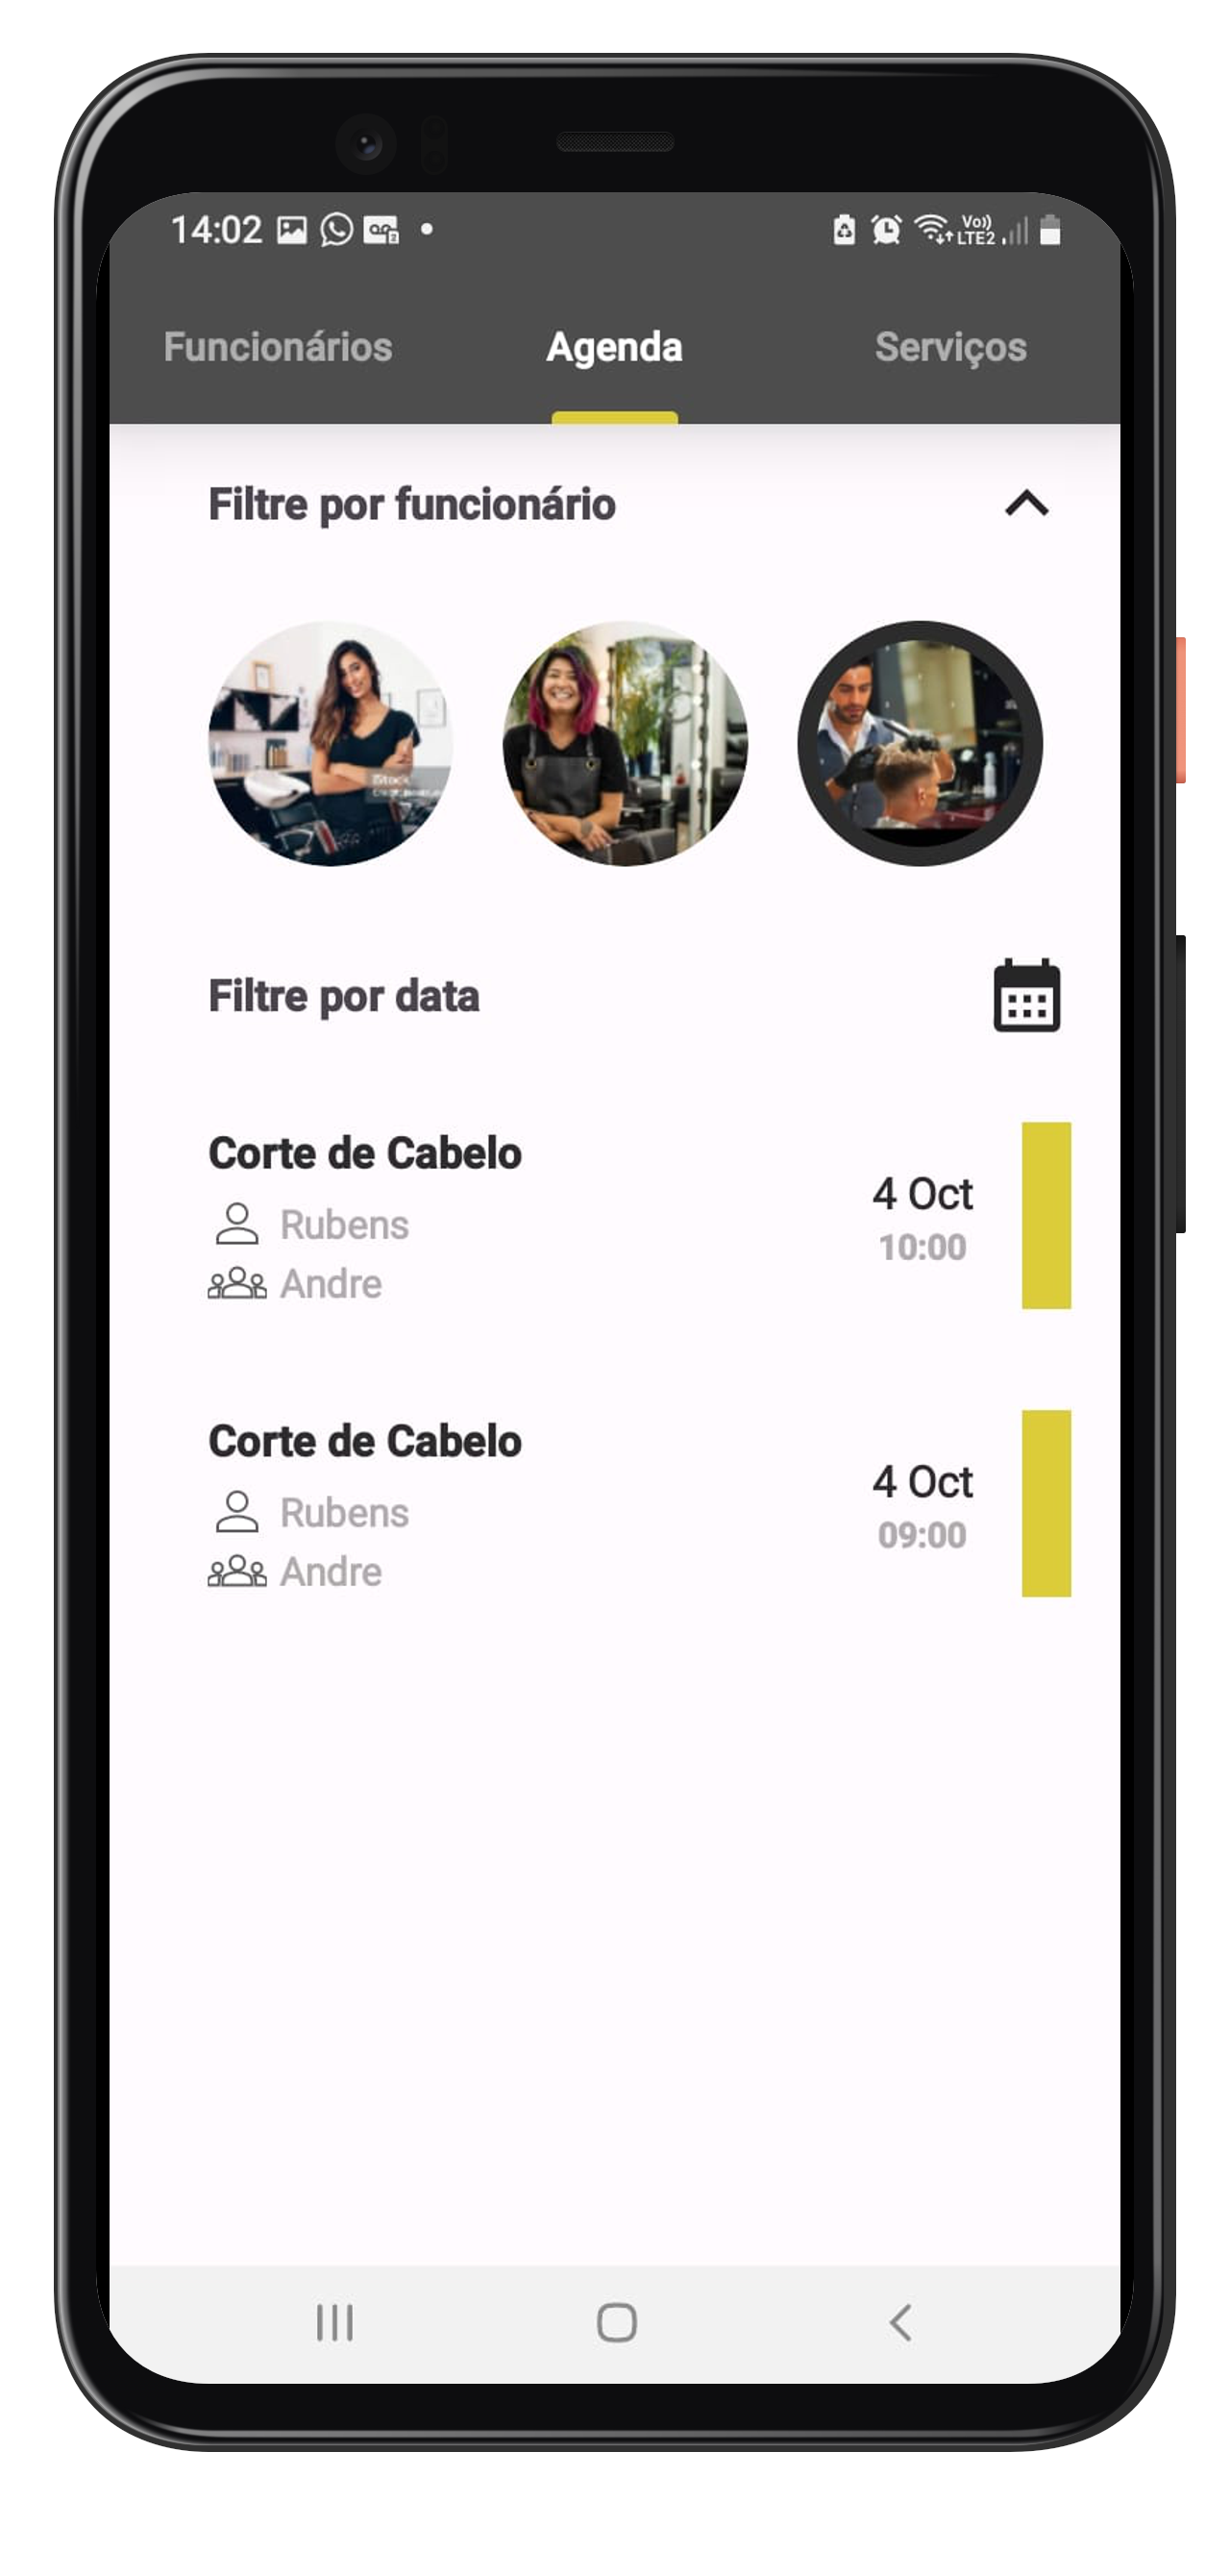 14:02
Vo)) LTE2
Funcionários Agenda Serviços
Filtre por funcionário
iStock
Filtre por data
Corte de Cabelo
Rubens
Andre
4 Oct
10:00
Corte de Cabelo
Rubens
Andre
4 Oct
09:00